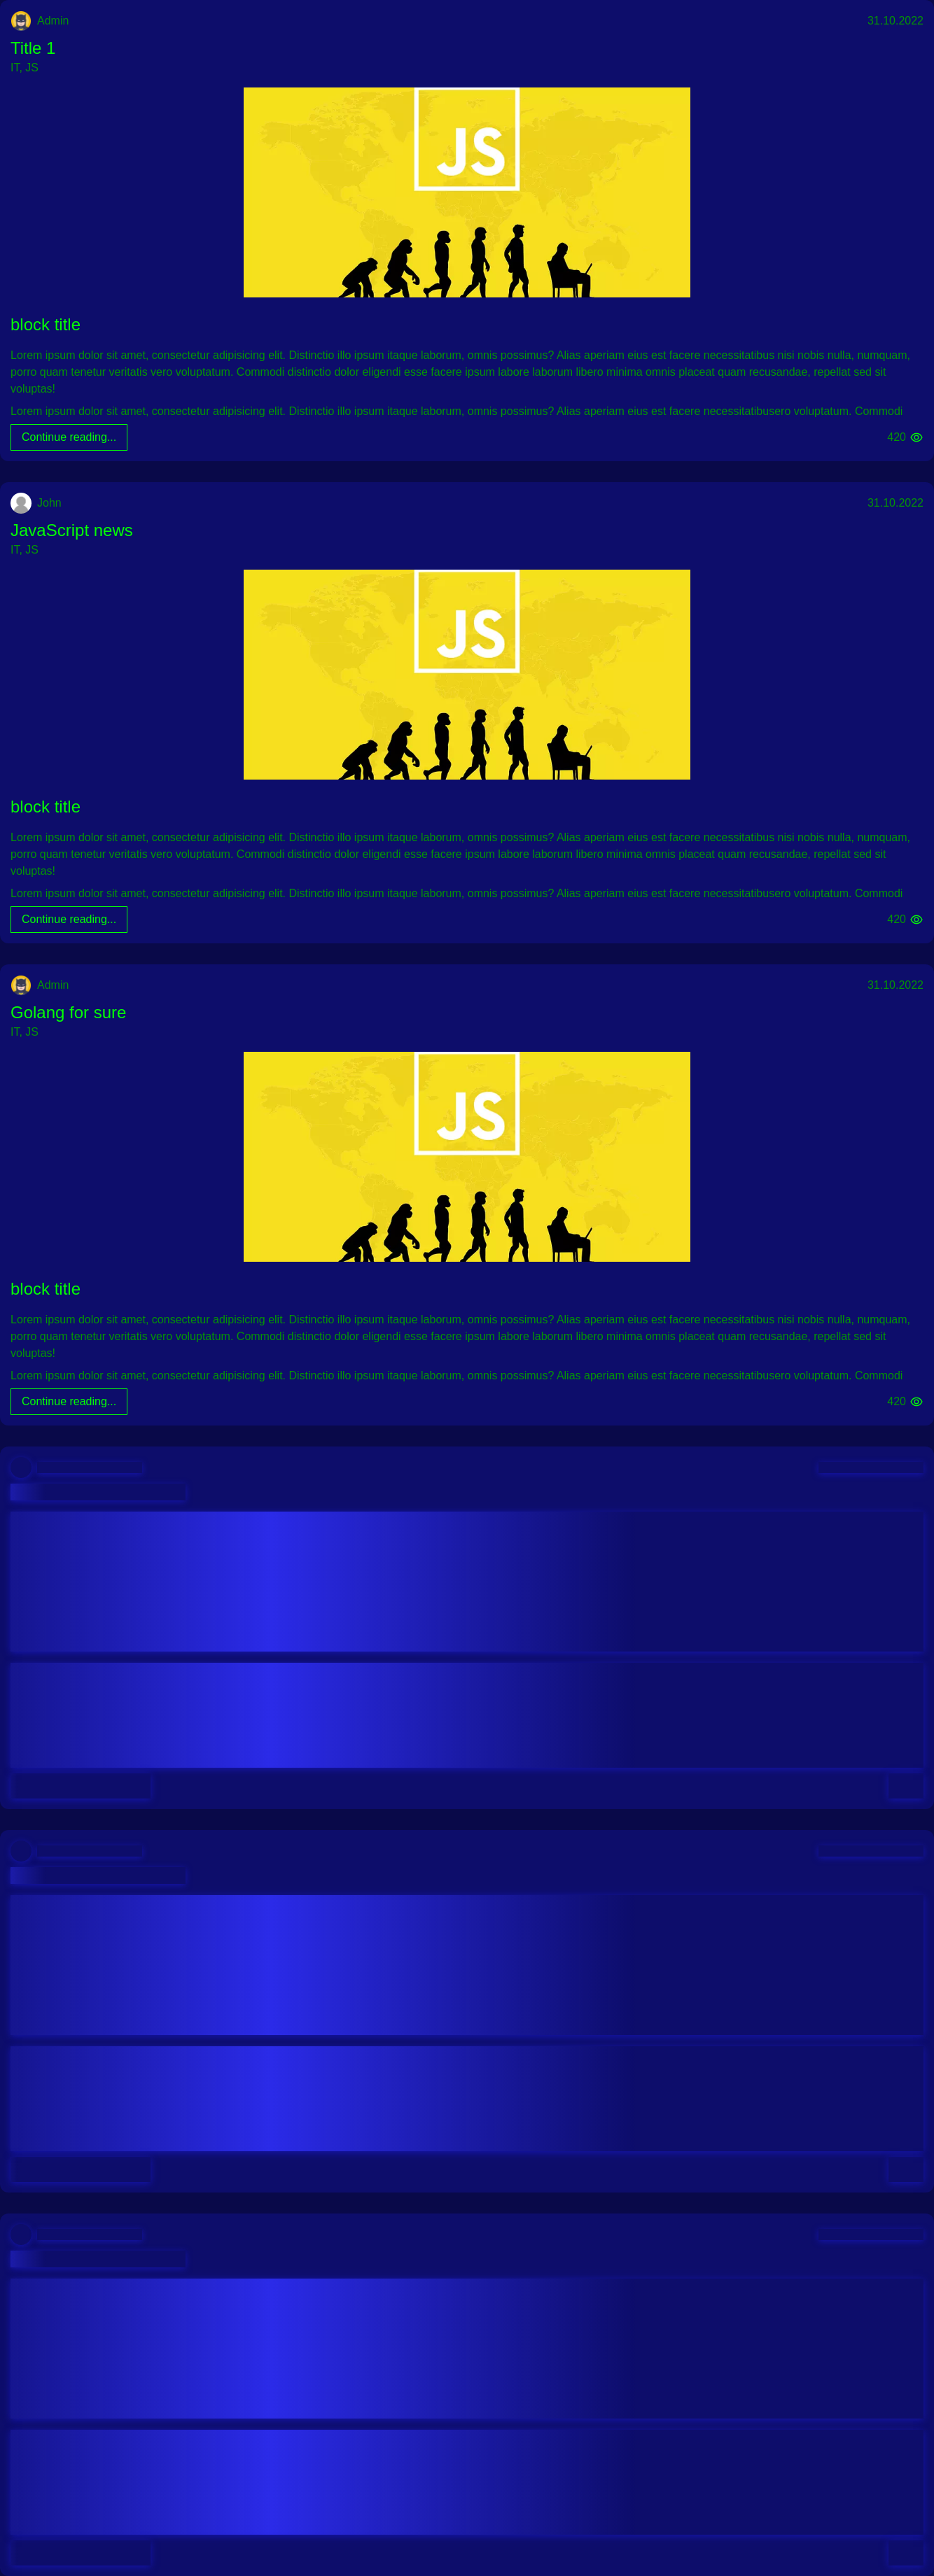 Admin
31.10.2022
Title 1
IT, JS
JS
block title
Lorem ipsum dolor sit amet, consectetur adipisicing elit. Distinctio illo ipsum itaque laborum, omnis possimus? Alias aperiam eius est facere necessitatibus nisi nobis nulla, numquam,
porro quam tenetur veritatis vero voluptatum. Commodi distinctio dolor eligendi esse facere ipsum labore laborum libero minima omnis placeat quam recusandae, repellat sed sit
voluptas!
Lorem ipsum dolor sit amet, consectetur adipisicing elit. Distinctio illo ipsum itaque laborum, omnis possimus? Alias aperiam eius est facere necessitatibusero voluptatum. Commodi
Continue reading...
420
John
31.10.2022
JavaScript news
IT, JS
JS
block title
Lorem ipsum dolor sit amet, consectetur adipisicing elit. Distinctio illo ipsum itaque laborum, omnis possimus? Alias aperiam eius est facere necessitatibus nisi nobis nulla, numquam,
porro quam tenetur veritatis vero voluptatum. Commodi distinctio dolor eligendi esse facere ipsum labore laborum libero minima omnis placeat quam recusandae, repellat sed sit
voluptas!
Lorem ipsum dolor sit amet, consectetur adipisicing elit. Distinctio illo ipsum itaque laborum, omnis possimus? Alias aperiam eius est facere necessitatibusero voluptatum. Commodi
Continue reading...
420
Admin
31.10.2022
Golang for sure
IT, JS
JS
block title
Lorem ipsum dolor sit amet, consectetur adipisicing elit. Distinctio illo ipsum itaque laborum, omnis possimus? Alias aperiam eius est facere necessitatibus nisi nobis nulla, numquam,
porro quam tenetur veritatis vero voluptatum. Commodi distinctio dolor eligendi esse facere ipsum labore laborum libero minima omnis placeat quam recusandae, repellat sed sit
voluptas!
Lorem ipsum dolor sit amet, consectetur adipisicing elit. Distinctio illo ipsum itaque laborum, omnis possimus? Alias aperiam eius est facere necessitatibusero voluptatum. Commodi
Continue reading...
420